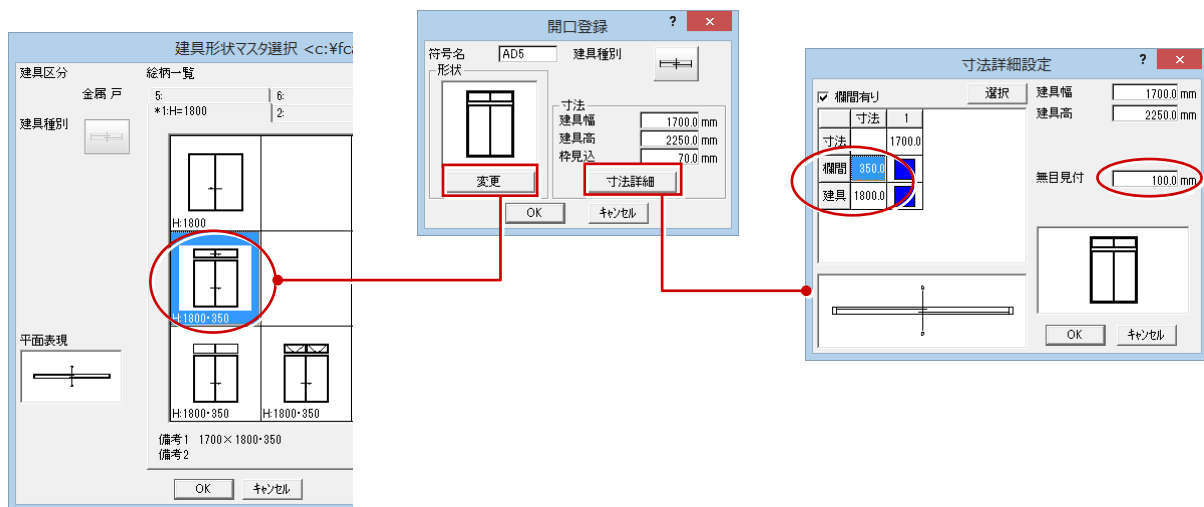 建具形状マスタ選択 <c:¥fca
建具区分
金属 戸
建具種別
絵柄一覧
5:
6:
*1:H=1800
2:
H:1800
H:1800・350
H:1800・350
H:1800・350
平面表現
備考1 1700×1800・350
備考2
OK
キャンセル
開口登録
?
×
符号名
AD5
建具種別
形状
変更
寸法
建具幅 1700.0 mm
建具高 2250.0 mm
枠見込 70.0 mm
寸法詳細
OK
キャンセル
寸法詳細設定
?
×
欄間有り
選択
寸法 1
寸法 1700.0
欄間 350.0
建具 1800.0
建具幅 1700.0 mm
建具高 2250.0 mm
無目見付 100.0 mm
OK
キャンセル